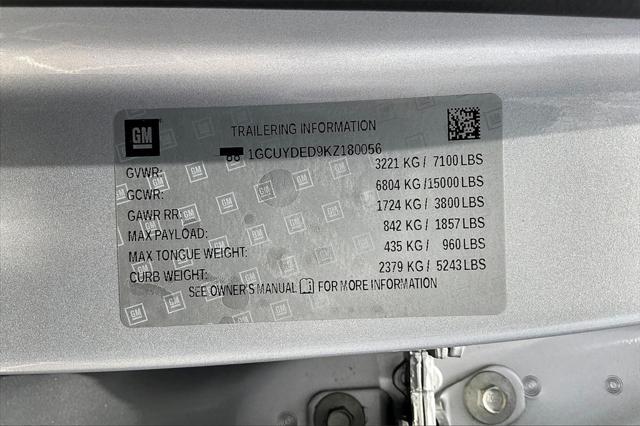 GM
TRAILERING INFORMATION
1GCUYDED9KZ180056
GVWR: 3221 KG / 7100 LBS
GCWR: 6804 KG /15000 LBS
GAWR RR: 1724 KG / 3800 LBS
MAX PAYLOAD: 842 KG / 1857 LBS
MAX TONGUE WEIGHT: 435 KG / 960 LBS
CURB WEIGHT: 2379 KG / 5243 LBS
SEE OWNER'S MANUAL FOR MORE INFORMATION